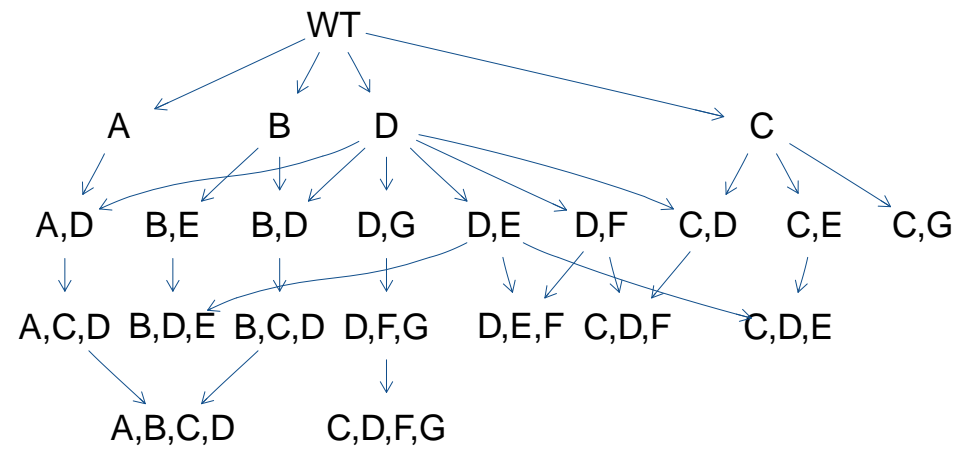 WT
A B D C
A,D B,E B,D D,G D,E D,F C,D C,E C,G
A,C,D B,D,E B,C,D D,F,G D,E,F C,D,F C,D,E
A,B,C,D C,D,F,G